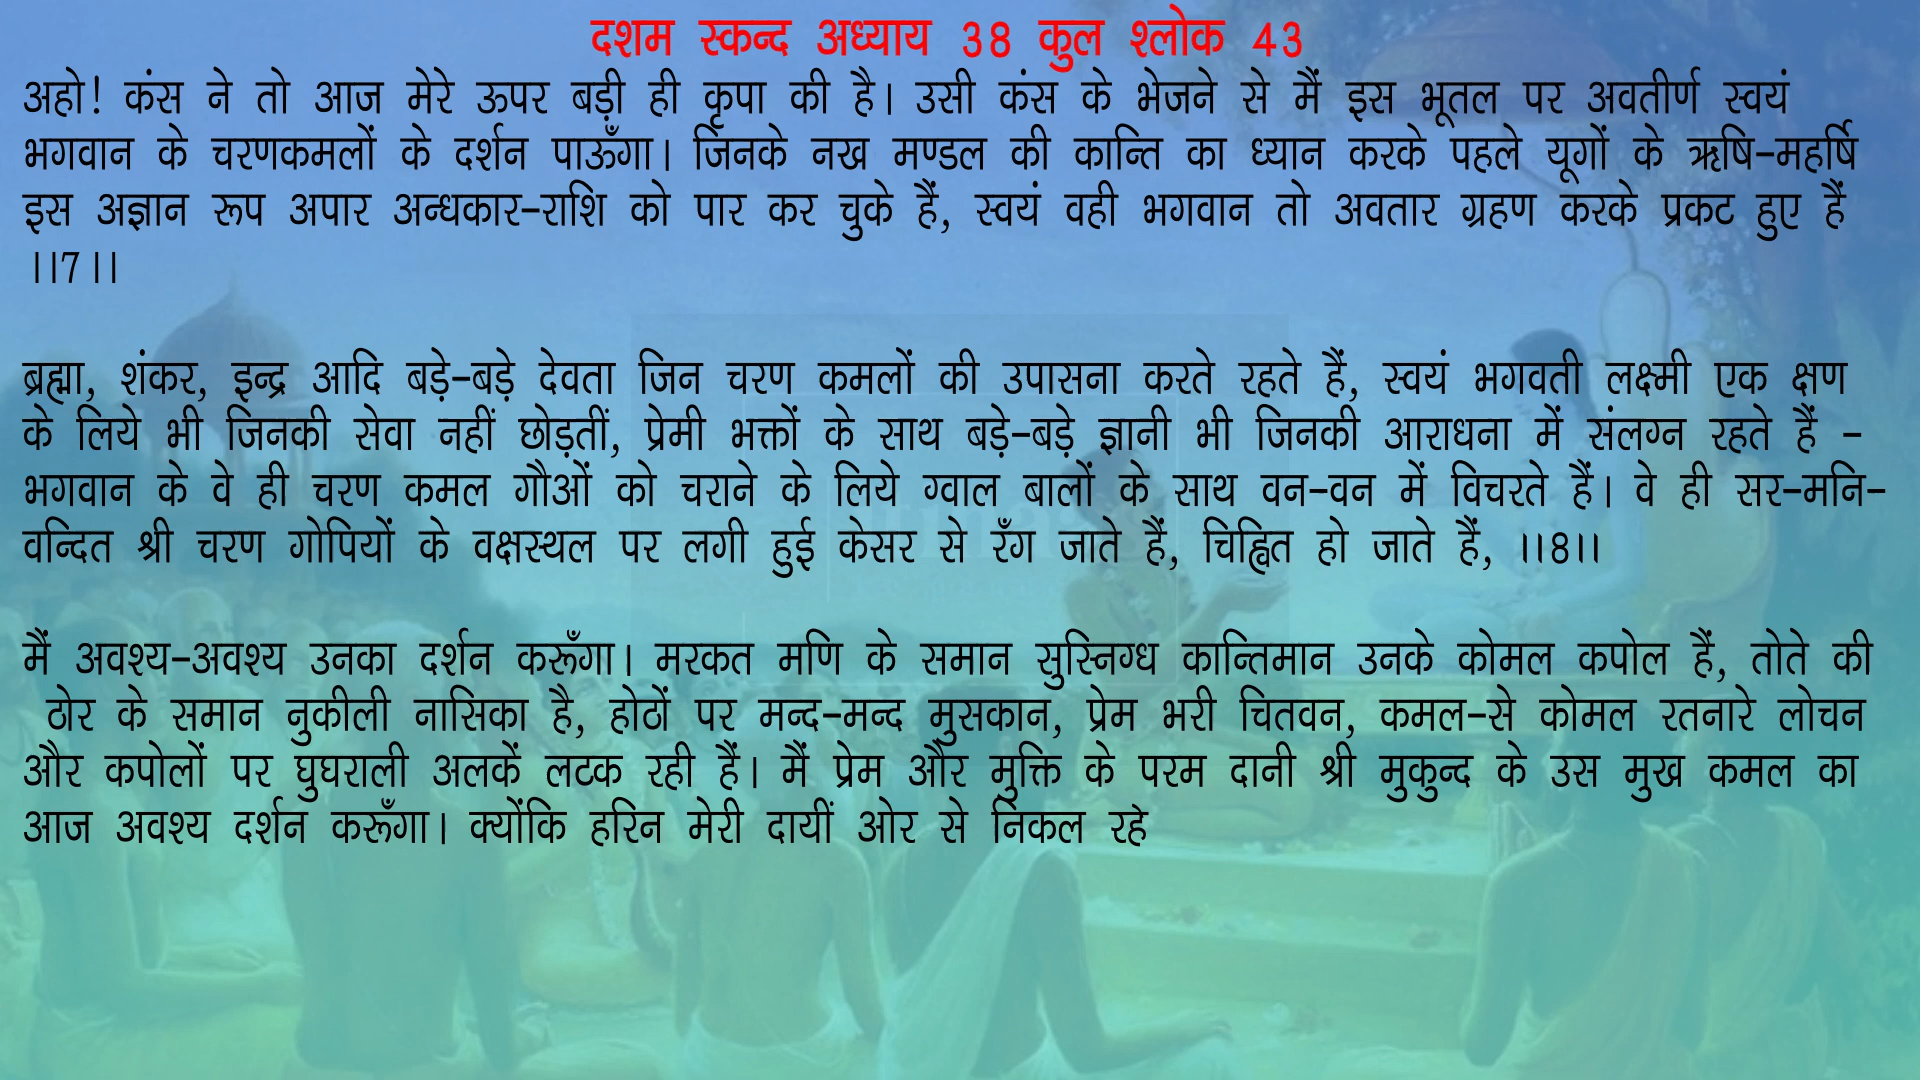 दशम स्कन्द अध्याय 38 कुल श्लोक 43
अहो! कंस ने तो आज मेरे ऊपर बड़ी ही कृपा की है। उसी कंस के भेजने से मैं इस भूतल पर अवतीर्ण स्वयं
भगवान के चरणकमलों के दर्शन पाऊँगा। जिनके नख मण्डल की कान्ति का ध्यान करके पहले यूगों के ऋषि-महर्षि
इस अज्ञान रूप अपार अन्धकार-राशि को पार कर चुके हैं, स्वयं वही भगवान तो अवतार ग्रहण करके प्रकट हुए हैं
।।7।।
ब्रह्मा, शंकर, इन्द्र आदि बड़े-बड़े देवता जिन चरण कमलों की उपासना करते रहते हैं, स्वयं भगवती लक्ष्मी एक क्षण
के लिये भी जिनकी सेवा नहीं छोड़तीं, प्रेमी भक्तों के साथ बड़े-बड़े ज्ञानी भी जिनकी आराधना में संलग्न रहते हैं -
भगवान के वे ही चरण कमल गौओं को चराने के लिये ग्वाल बालों के साथ वन-वन में विचरते हैं। वे ही सर-मनि-
वन्दित श्री चरण गोपियों के वक्षस्थल पर लगी हुई केसर से रँग जाते हैं, चिह्वित हो जाते हैं, ।।8।।
मैं अवश्य-अवश्य उनका दर्शन करूँगा। मरकत मणि के समान सुस्निग्ध कान्तिमान उनके कोमल कपोल हैं, तोते की
ठोर के समान नुकीली नासिका है, होठों पर मन्द-मन्द मुसकान, प्रेम भरी चितवन, कमल-से कोमल रतनारे लोचन
और कपोलों पर घुघराली अलकें लटक रही हैं। मैं प्रेम और मुक्ति के परम दानी श्री मुकुन्द के उस मुख कमल का
आज अवश्य दर्शन करूँगा। क्योंकि हरिन मेरी दायीं ओर से निकल रहे